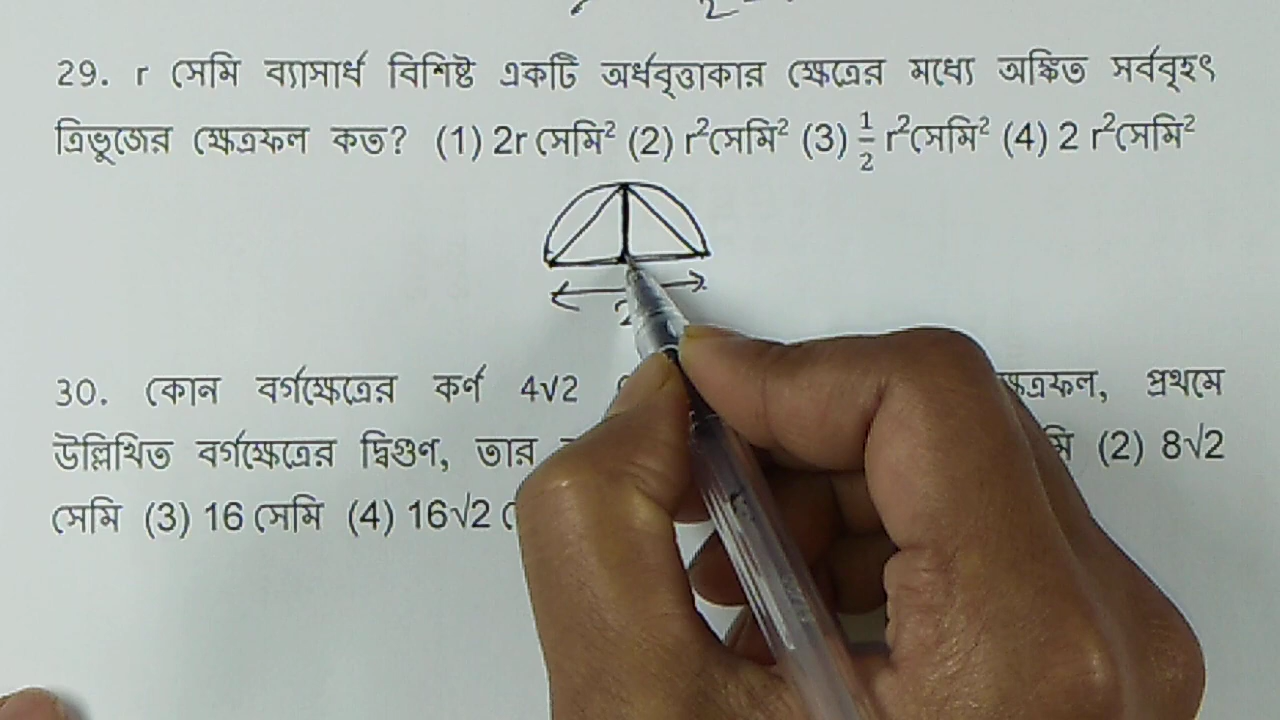 2
29. r সেমি ব্যাসার্ধ বিশিষ্ট একটি অর্ধবৃত্তাকার ক্ষেত্রের মধ্যে অঙ্কিত সর্ববৃহৎ
ত্রিভূজের ক্ষেত্রফল কত? (1) 2r সেমি² (2) r²সেমি² (3) ½ r²সেমি² (4) 2 r²সেমি²
2
30. কোন বর্গক্ষেত্রের কর্ণ 4√2 ক্ষেত্রফল, প্রথমে
উল্লিখিত বর্গক্ষেত্রের দ্বিগুণ, তার (2) 8√2
সেমি (3) 16 সেমি (4) 16√2